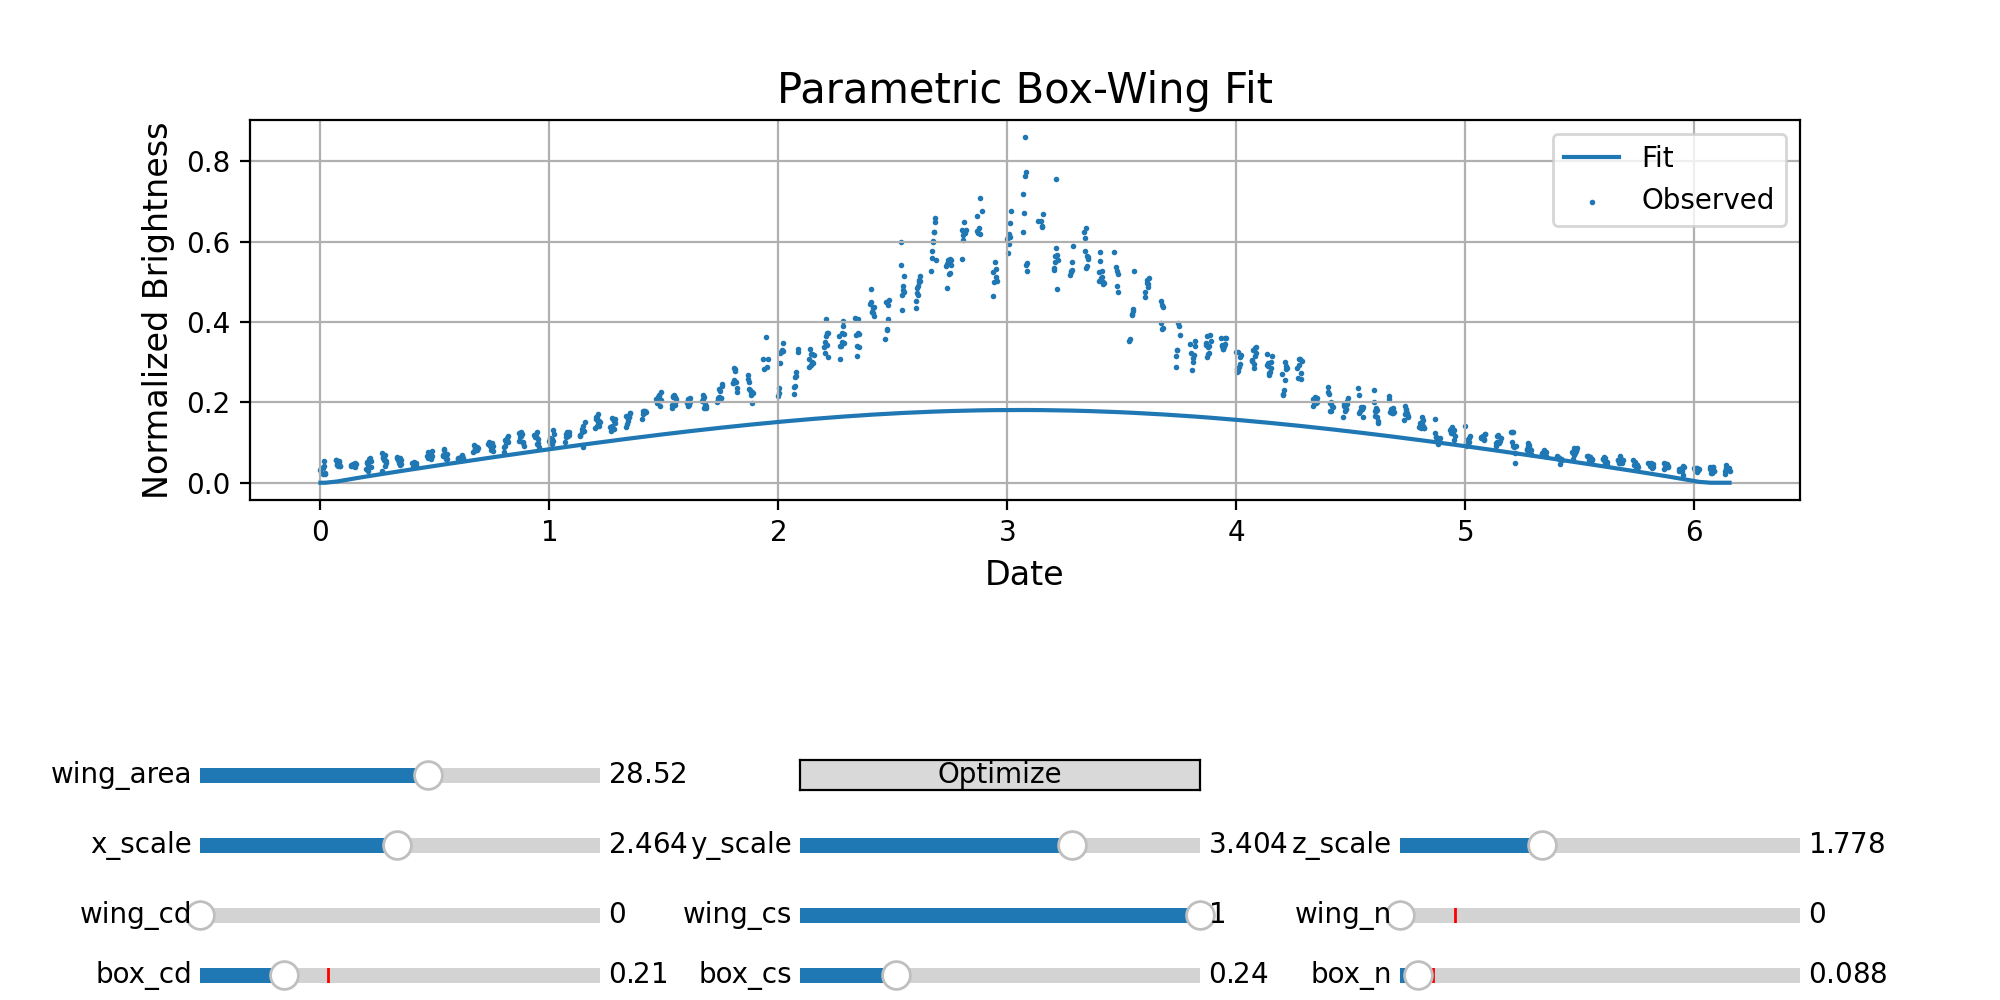 Parametric Box-Wing Fit
Normalized Brightness
0.8
0.6
0.4
0.2
0.0
Fit
Observed
0 1 2 3 4 5 6
Date
wing_area 28.52 Optimize
x_scale 2.464 y_scale 3.404 z_scale 1.778
wing_cd 0 wing_cs 1 wing_n 0
box_cd 0.21 box_cs 0.24 box_n 0.088